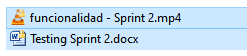 funcionalidad - Sprint 2.mp4
Testing Sprint 2.docx